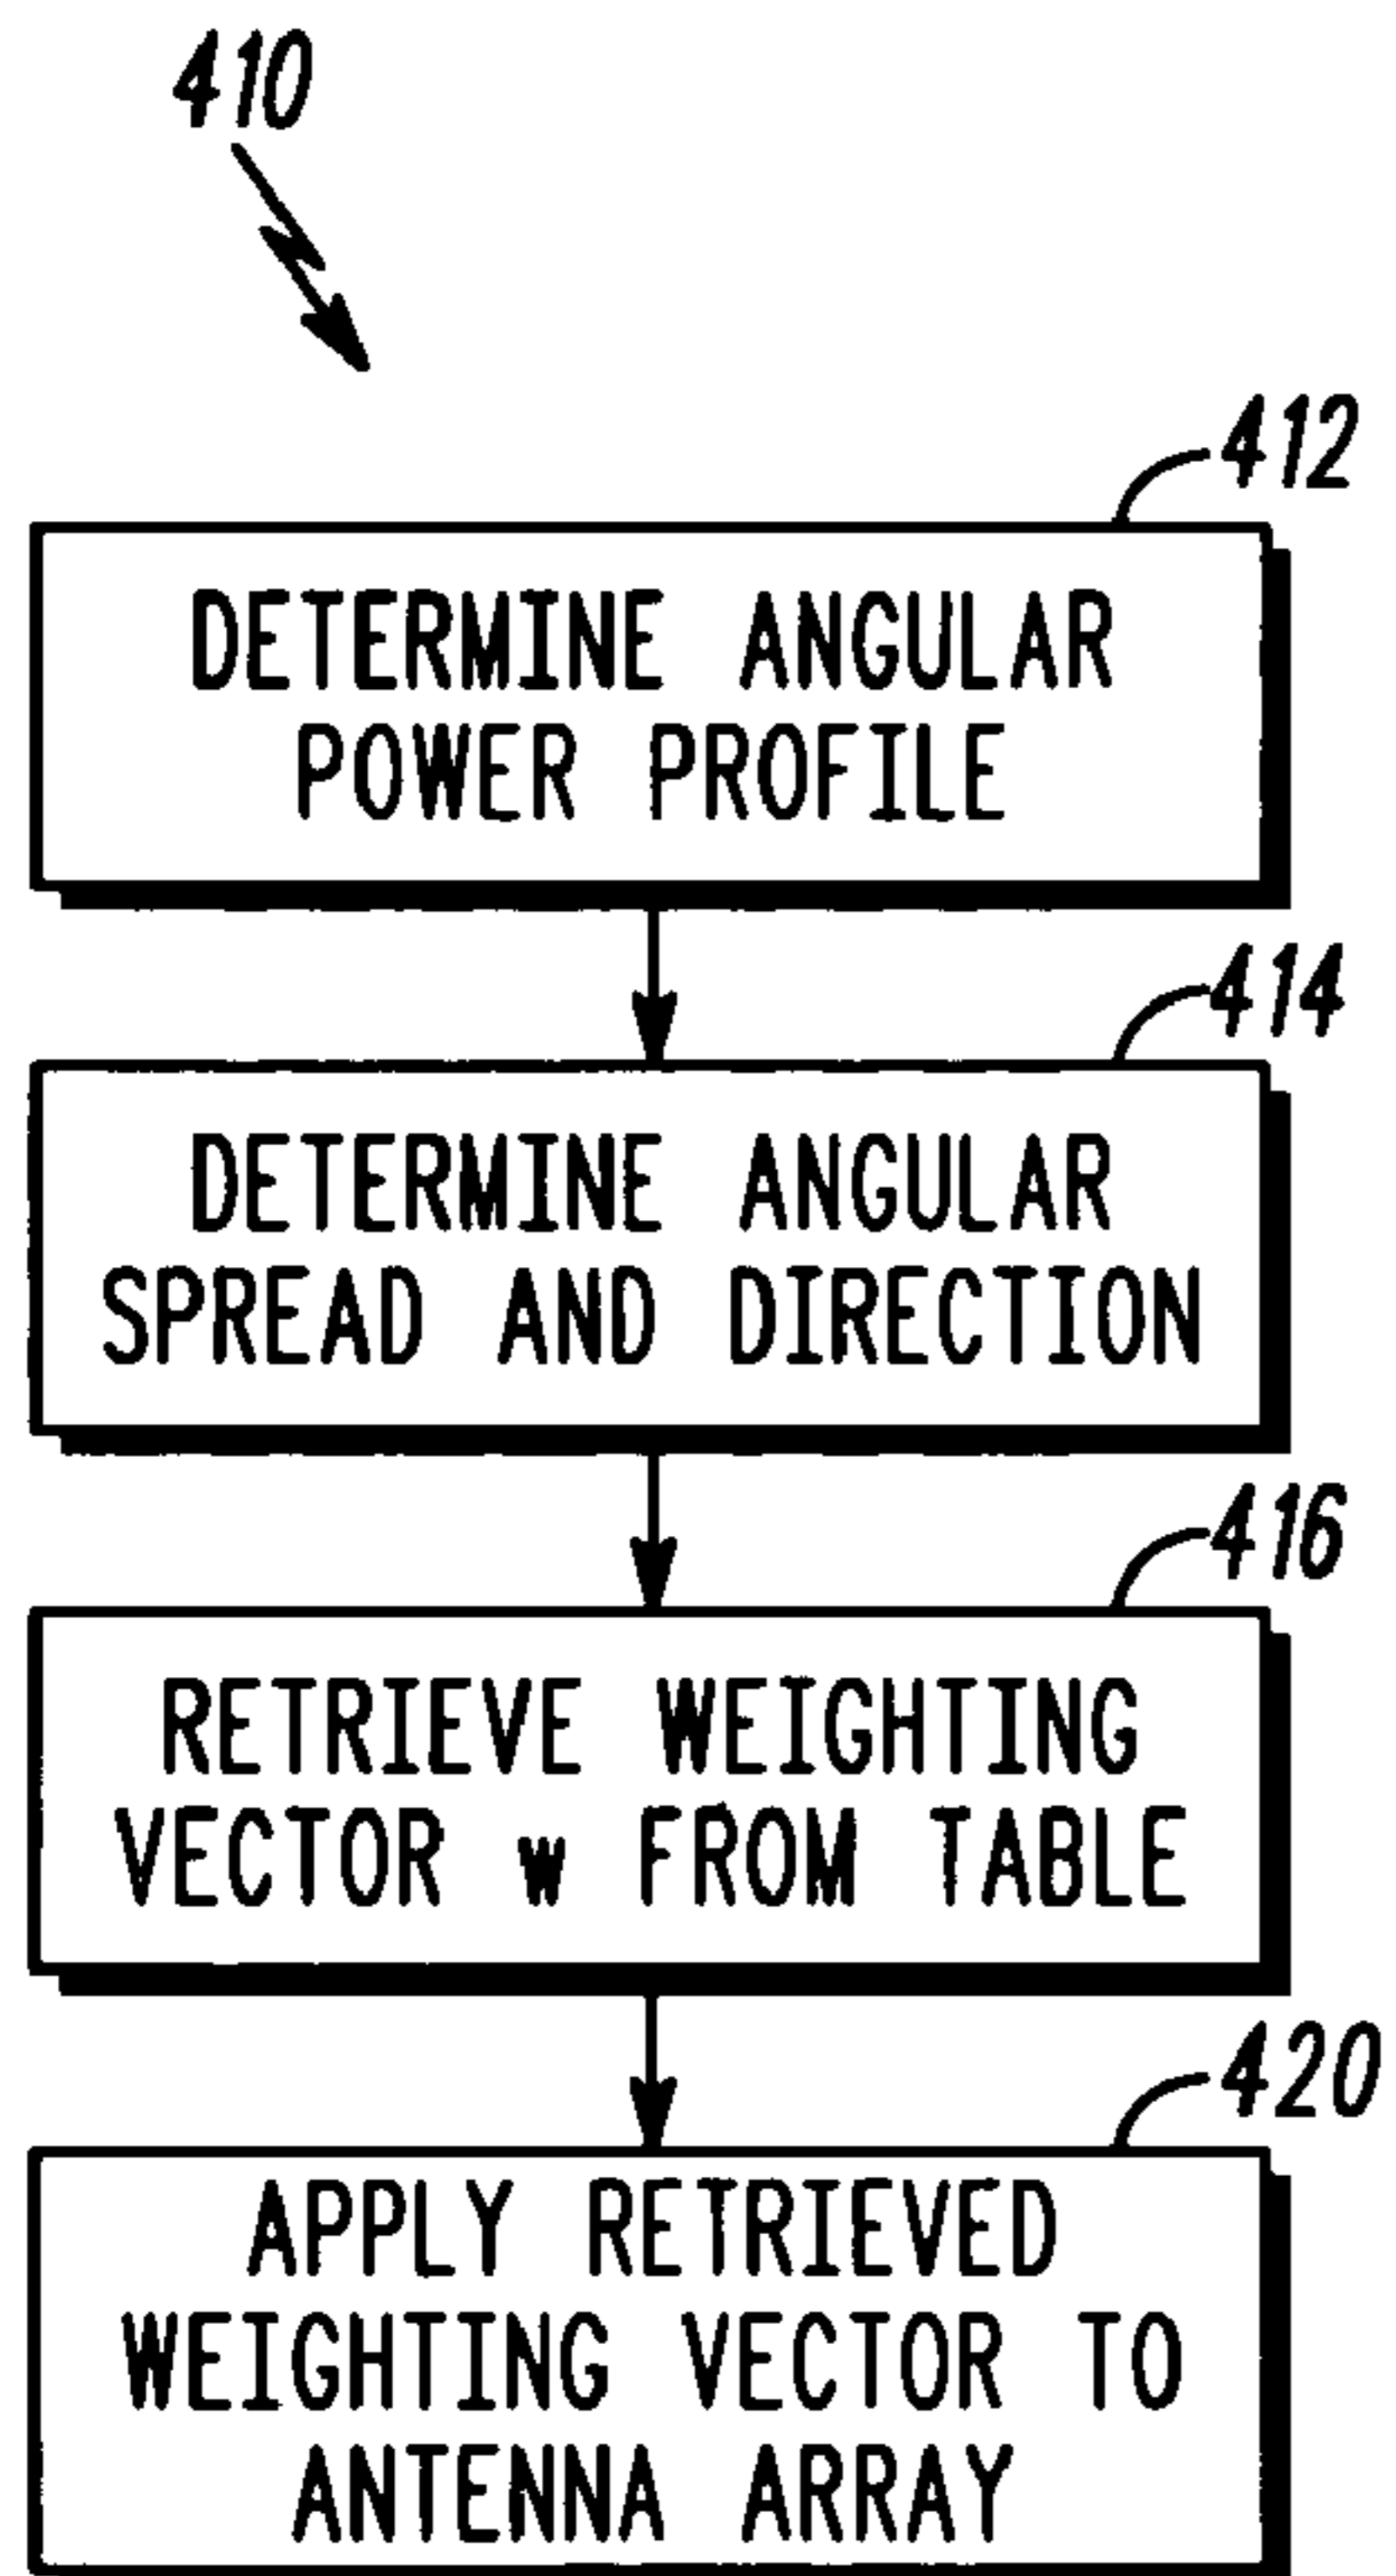 410
412
DETERMINE ANGULAR
POWER PROFILE
414
DETERMINE ANGULAR
SPREAD AND DIRECTION
416
RETRIEVE WEIGHTING
VECTOR w FROM TABLE
420
APPLY RETRIEVED
WEIGHTING VECTOR TO
ANTENNA ARRAY